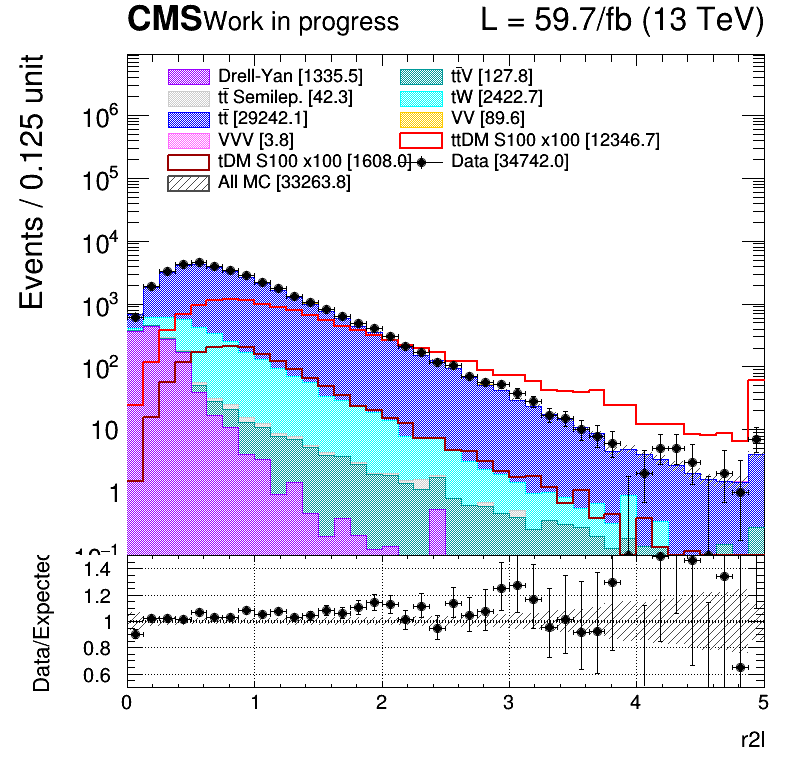 CMS Work in progress L = 59.7/fb (13 TeV)
Events / 0.125 unit
Drell-Yan [1335.5] tt̄V [127.8]
tt̄ Semilep. [42.3] tW [2422.7]
tt̄ [29242.1] VV [89.6]
VVV [3.8] ttDM S100 x100 [12346.7]
tDM S100 x100 [1608.0] Data [34742.0]
All MC [33263.8]
10⁶
10⁵
10⁴
10³
10²
10
1
10⁻¹
Data/Expected
1.4
1.2
1
0.8
0.6
0 1 2 3 4 5
r2l